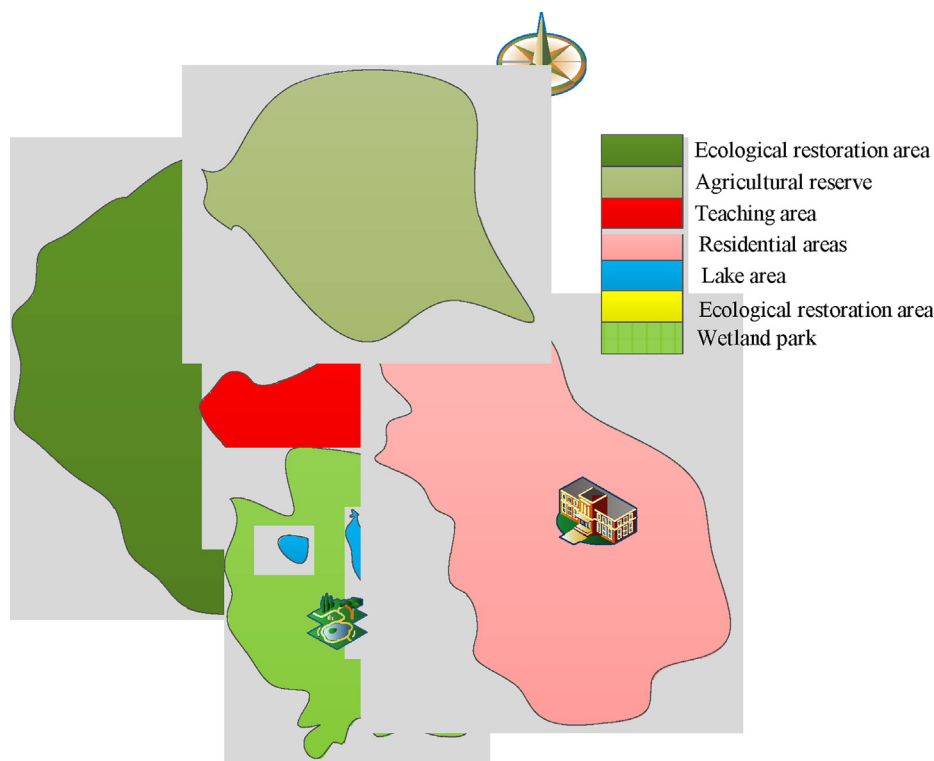 Ecological restoration area
Agricultural reserve
Teaching area
Residential areas
Lake area
Ecological restoration area
Wetland park